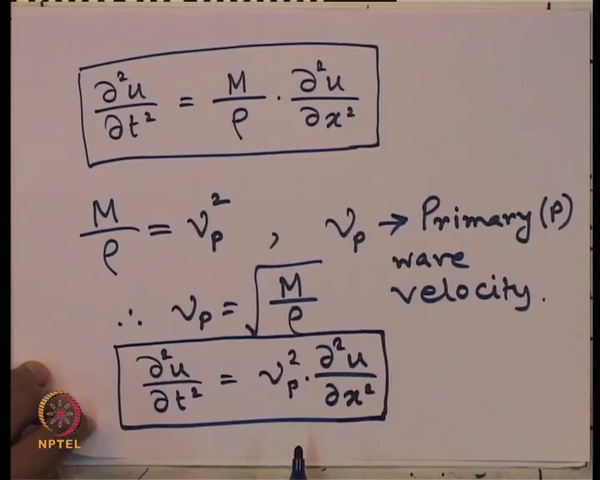 ∂²u/∂t² = M/ρ · ∂²u/∂x²
M/ρ = v_p² , v_p → Primary (P)
wave
velocity.
∴ v_p = √(M/ρ)
∂²u/∂t² = v_p² · ∂²u/∂x²
NPTEL